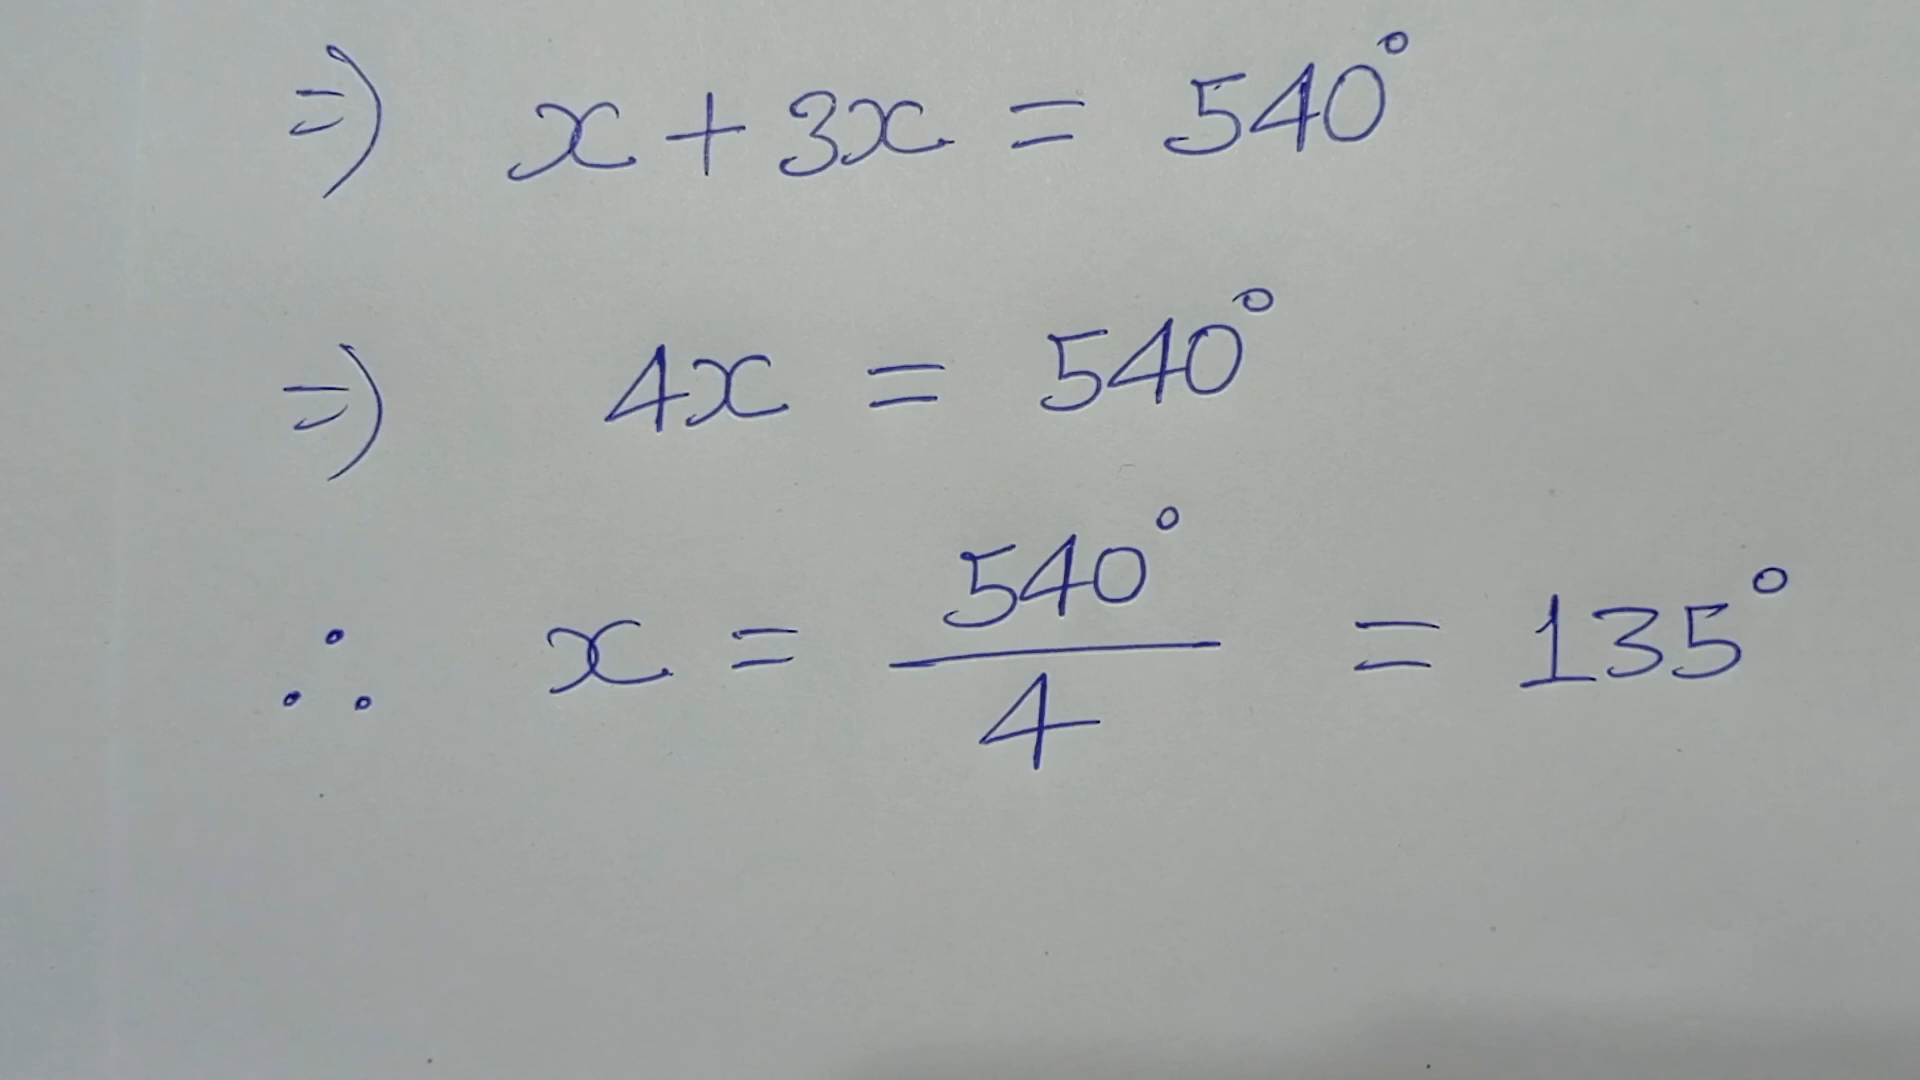 ⇒ x + 3x = 540°
⇒ 4x = 540°
∴ x = 540°/4 = 135°